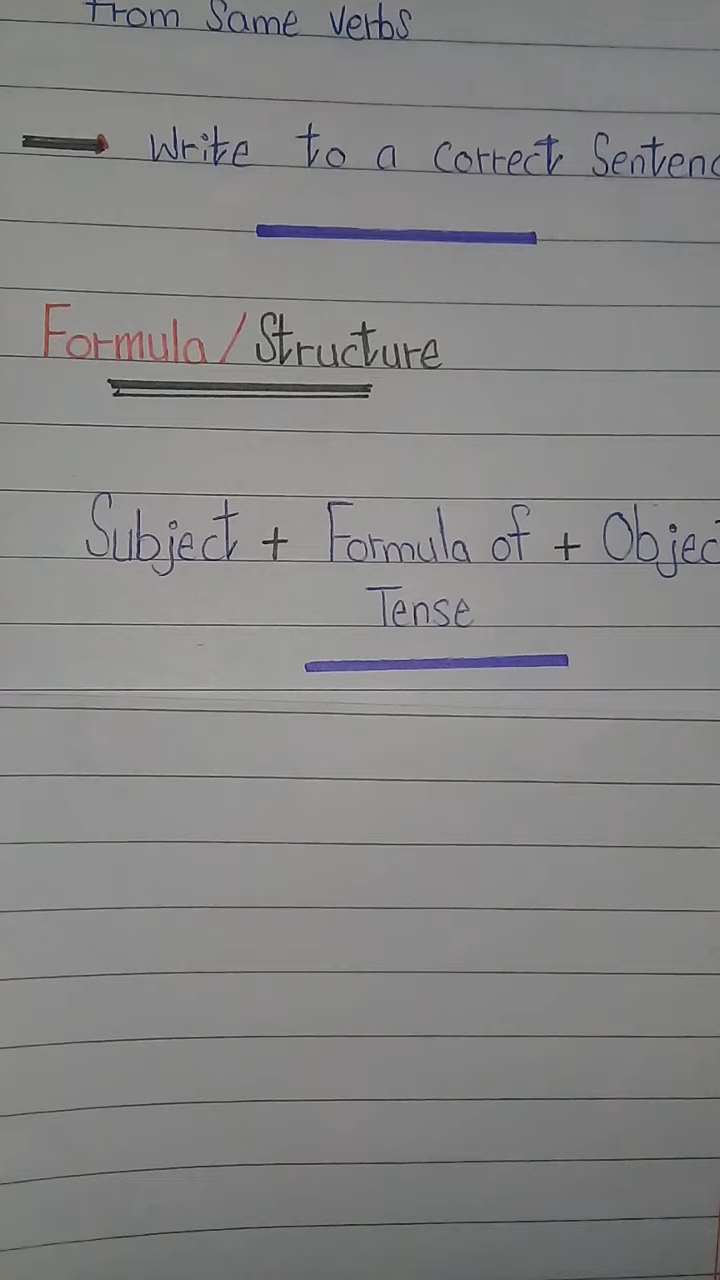 From Same Verbs
Write to a Correct Sentenc
Formula/Structure
Subject + Formula of + Objec
Tense